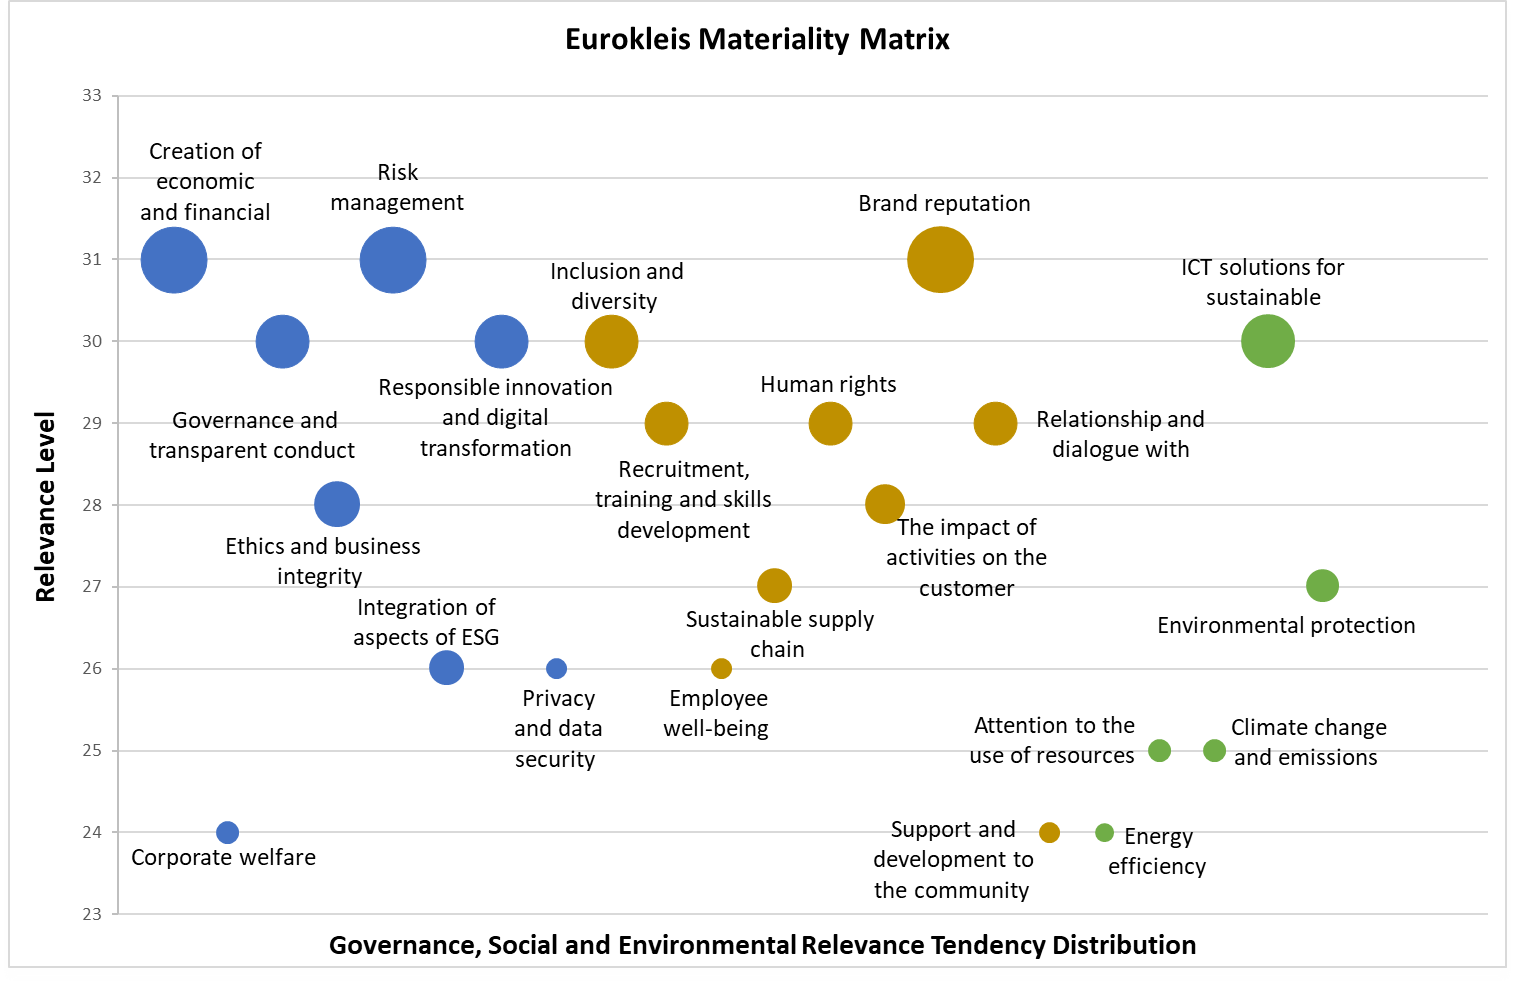 Eurokleis Materiality Matrix
33
32
31
30
29
28
27
26
25
24
23
Relevance Level
Creation of
economic
and financial
Risk
management
Brand reputation
Inclusion and
diversity
ICT solutions for
sustainable
Governance and
transparent conduct
Responsible innovation
and digital
transformation
Human rights
Relationship and
dialogue with
Recruitment,
training and skills
development
Ethics and business
integrity
The impact of
activities on the
customer
Integration of
aspects of ESG
Sustainable supply
chain
Environmental protection
Privacy
and data
security
Employee
well-being
Attention to the
use of resources
Climate change
and emissions
Corporate welfare
Support and
development to
the community
Energy
efficiency
Governance, Social and Environmental Relevance Tendency Distribution